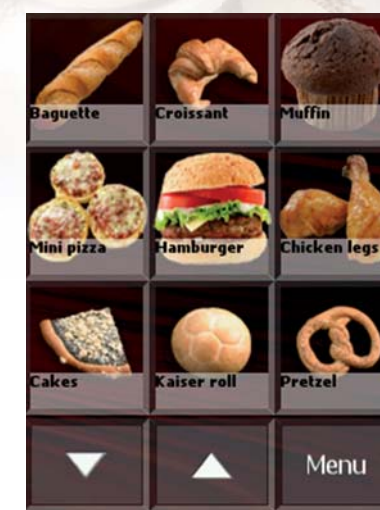 Baguette
Croissant
Muffin
Mini pizza
Hamburger
Chicken legs
Cakes
Kaiser roll
Pretzel
Menu